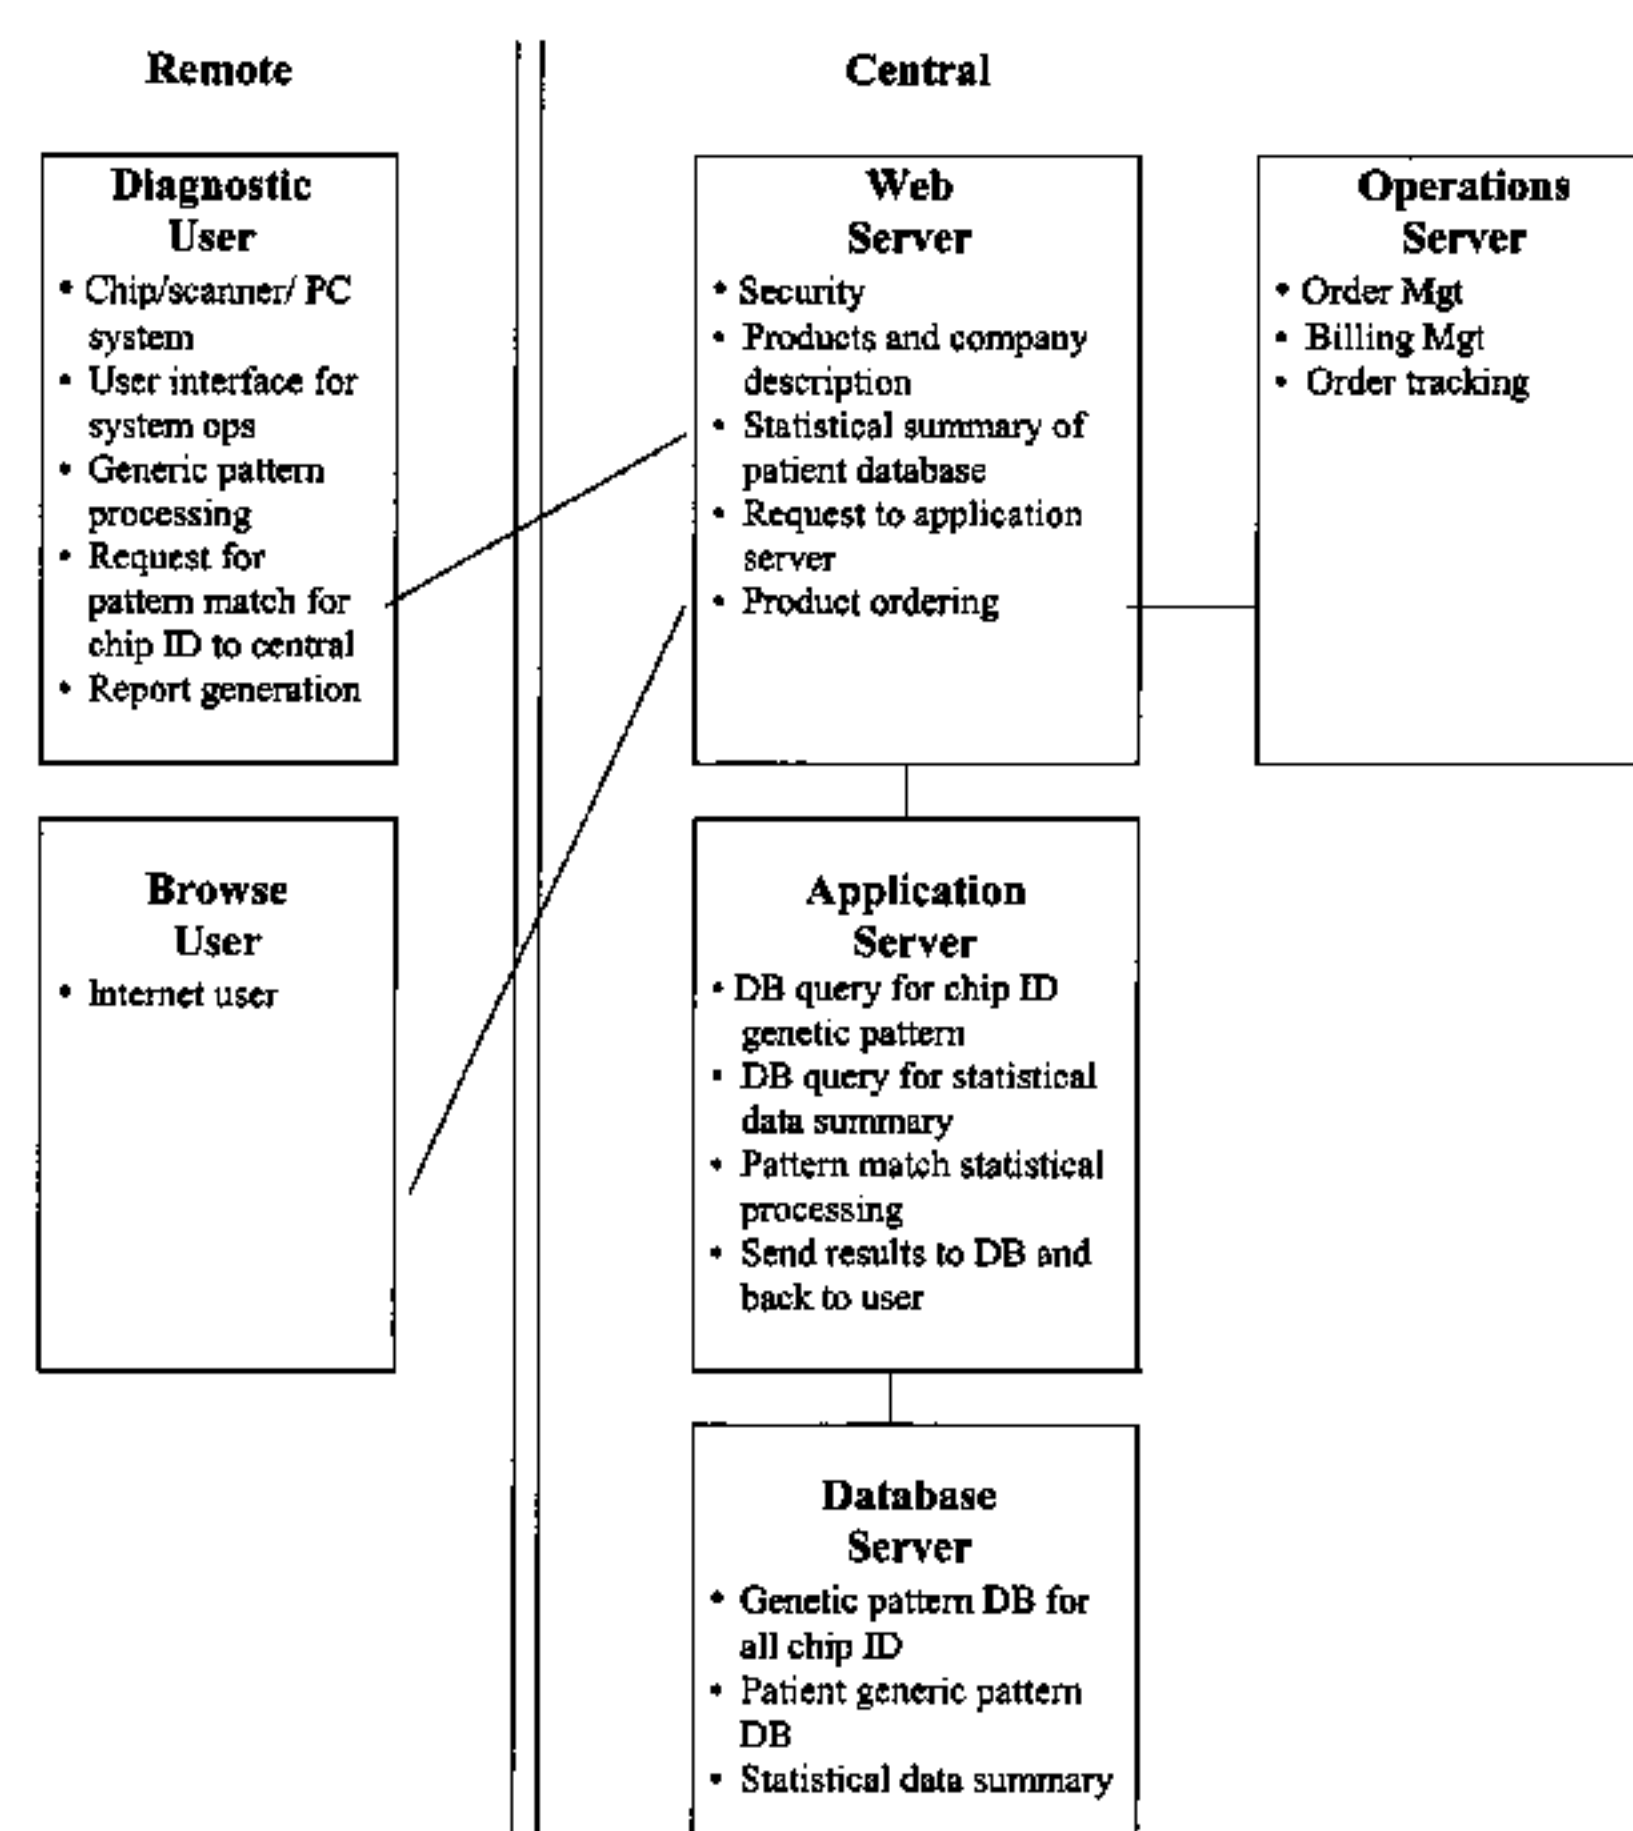 Remote
Central
Diagnostic
User
• Chip/scanner/ PC
system
• User interface for
system ops
• Generic pattern
processing
• Request for
pattern match for
chip ID to central
• Report generation
Web
Server
• Security
• Products and company
description
• Statistical summary of
patient database
• Request to application
server
• Product ordering
Operations
Server
• Order Mgt
• Billing Mgt
• Order tracking
Browse
User
• Internet user
Application
Server
• DB query for chip ID
genetic pattern
• DB query for statistical
data summary
• Pattern match statistical
processing
• Send results to DB and
back to user
Database
Server
• Genetic pattern DB for
all chip ID
• Patient generic pattern
DB
• Statistical data summary